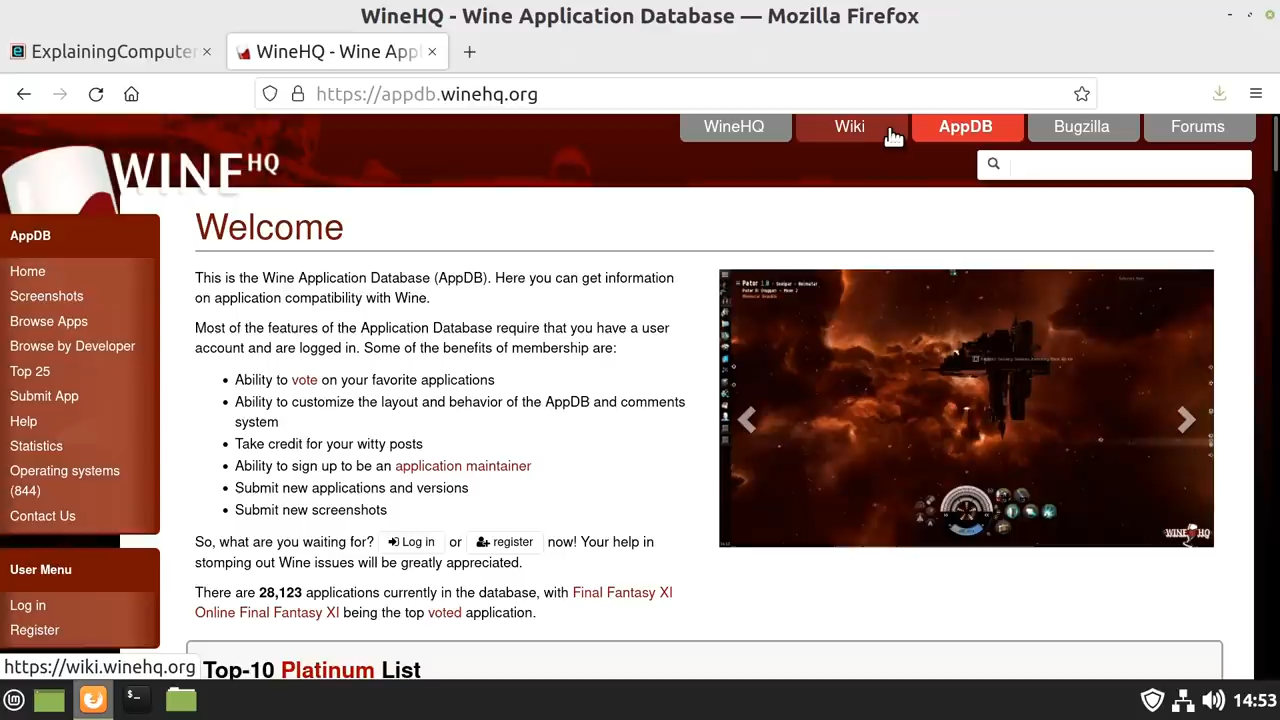 WineHQ - Wine Application Database — Mozilla Firefox
ExplainingComputer
WineHQ - Wine Appl
https://appdb.winehq.org
WineHQ
Wiki
AppDB
Bugzilla
Forums
WINE HQ
AppDB
Home
Screenshots
Browse Apps
Browse by Developer
Top 25
Submit App
Help
Statistics
Operating systems
(844)
Contact Us
User Menu
Log in
Register
Welcome
This is the Wine Application Database (AppDB). Here you can get information
on application compatibility with Wine.
Most of the features of the Application Database require that you have a user
account and are logged in. Some of the benefits of membership are:
Ability to vote on your favorite applications
Ability to customize the layout and behavior of the AppDB and comments
system
Take credit for your witty posts
Ability to sign up to be an application maintainer
Submit new applications and versions
Submit new screenshots
So, what are you waiting for? Log in or register now! Your help in
stomping out Wine issues will be greatly appreciated.
There are 28,123 applications currently in the database, with Final Fantasy XI
Online Final Fantasy XI being the top voted application.
WINE HQ
Top-10 Platinum List
https://wiki.winehq.org
14:53